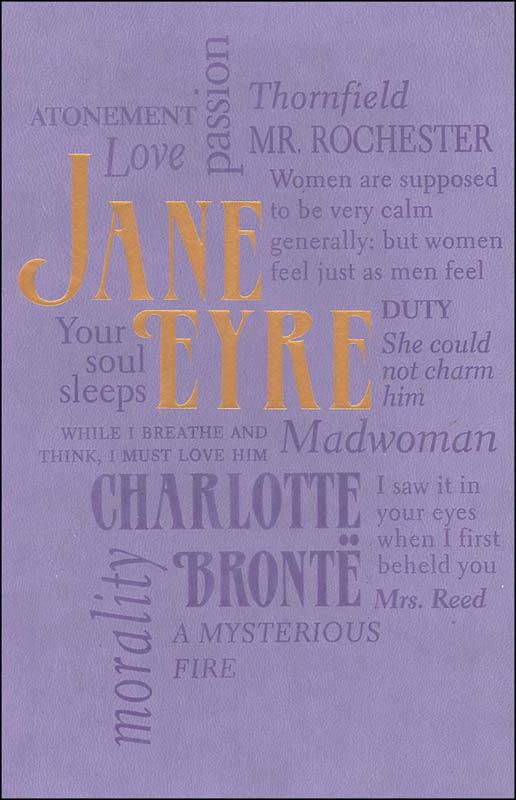 ATONEMENT
Love
passion
Thornfield
MR. ROCHESTER
Women are supposed
to be very calm
generally: but women
feel just as men feel
JANE
EYRE
DUTY
She could
not charm
him
Your
soul
sleeps
WHILE I BREATHE AND
THINK, I MUST LOVE HIM
Madwoman
CHARLOTTE
BRONTË
I saw it in
your eyes
when I first
beheld you
Mrs. Reed
morality
A MYSTERIOUS
FIRE